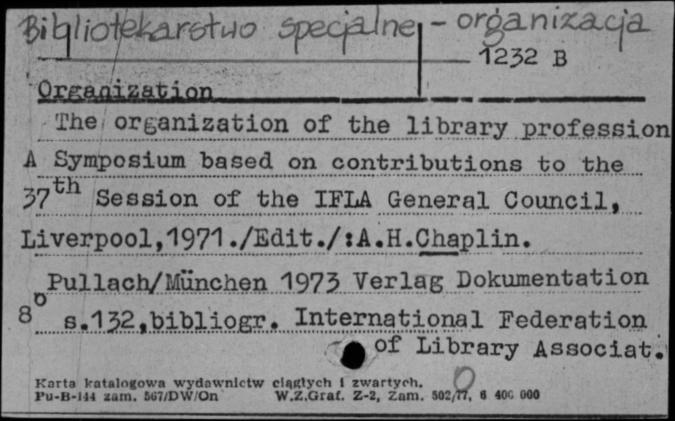 Bibliotekarstwo specjalne - organizacja
1232 B
Organization
The organization of the library profession
A Symposium based on contributions to the
37th Session of the IFLA General Council,
Liverpool,1971./Edit./:A.H.Chaplin.
Pullach/München 1973 Verlag Dokumentation
8° s.132,bibliogr. International Federation
of Library Associat.
Karta katalogowa wydawnictw ciągłych i zwartych.
Pu-B-144 zam. 567/DW/On W.Z.Graf. Z-2, Zam. 502/77, 6 400 000